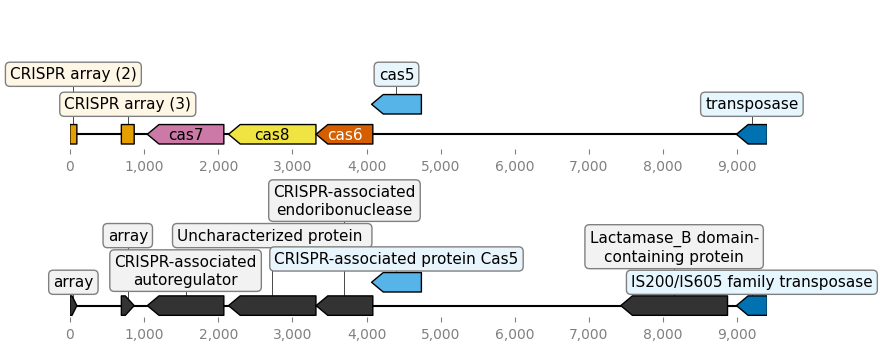 CRISPR array (2)
cas5
CRISPR array (3)
transposase
cas7
cas8
cas6
0
1,000
2,000
3,000
4,000
5,000
6,000
7,000
8,000
9,000
CRISPR-associated
endoribonuclease
array
Uncharacterized protein
Lactamase_B domain-
containing protein
CRISPR-associated
autoregulator
CRISPR-associated protein Cas5
array
IS200/IS605 family transposase
0
1,000
2,000
3,000
4,000
5,000
6,000
7,000
8,000
9,000